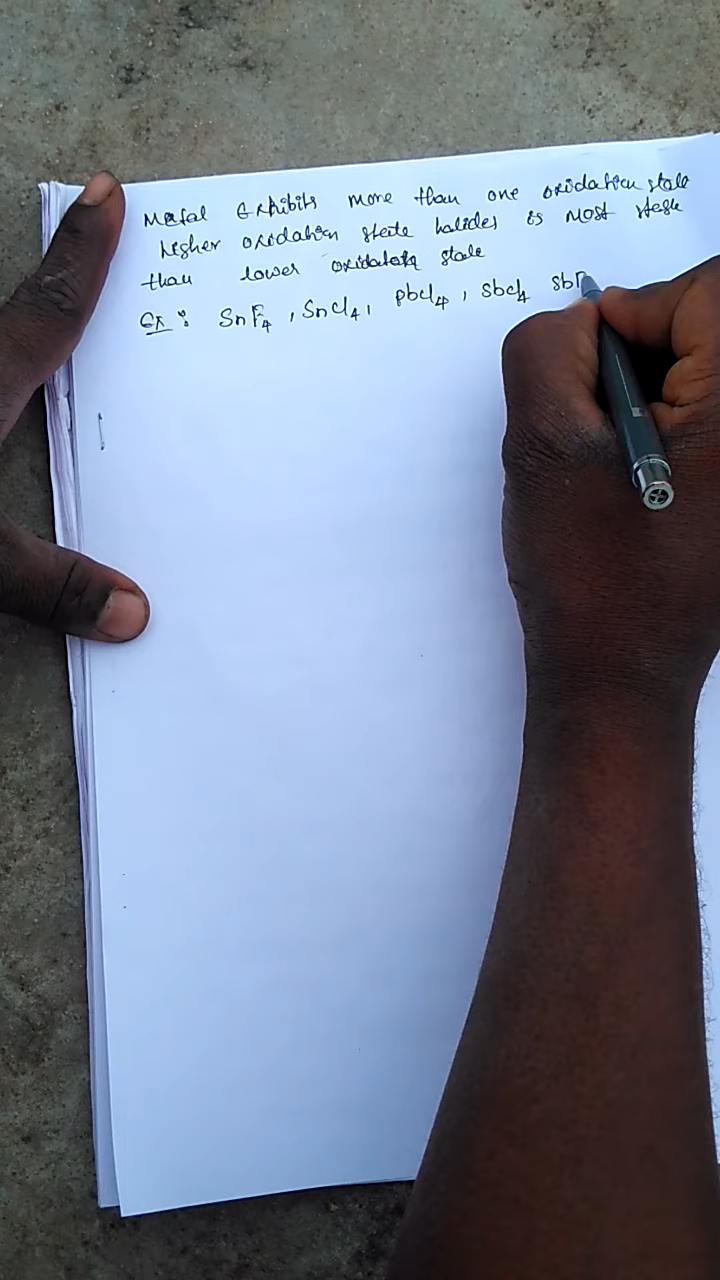 Metal Exhibits more than one oxidation state
higher oxidation state halides is most stable
than lower oxidation state
Ex : SnF4 , SnCl4 , pbcl4 , Sbcl4 SbF